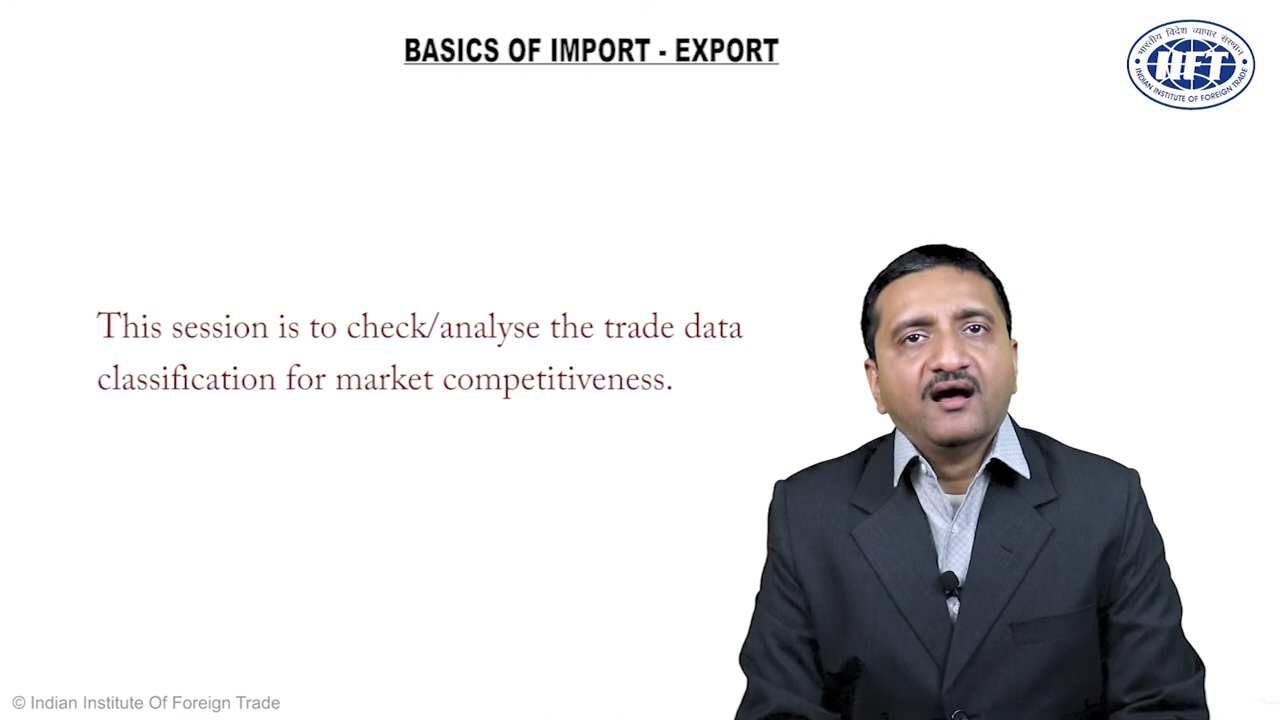 BASICS OF IMPORT - EXPORT
भारतीय विदेश व्यापार संस्थान
IIFT
INDIAN INSTITUTE OF FOREIGN TRADE
This session is to check/analyse the trade data
classification for market competitiveness.
© Indian Institute Of Foreign Trade